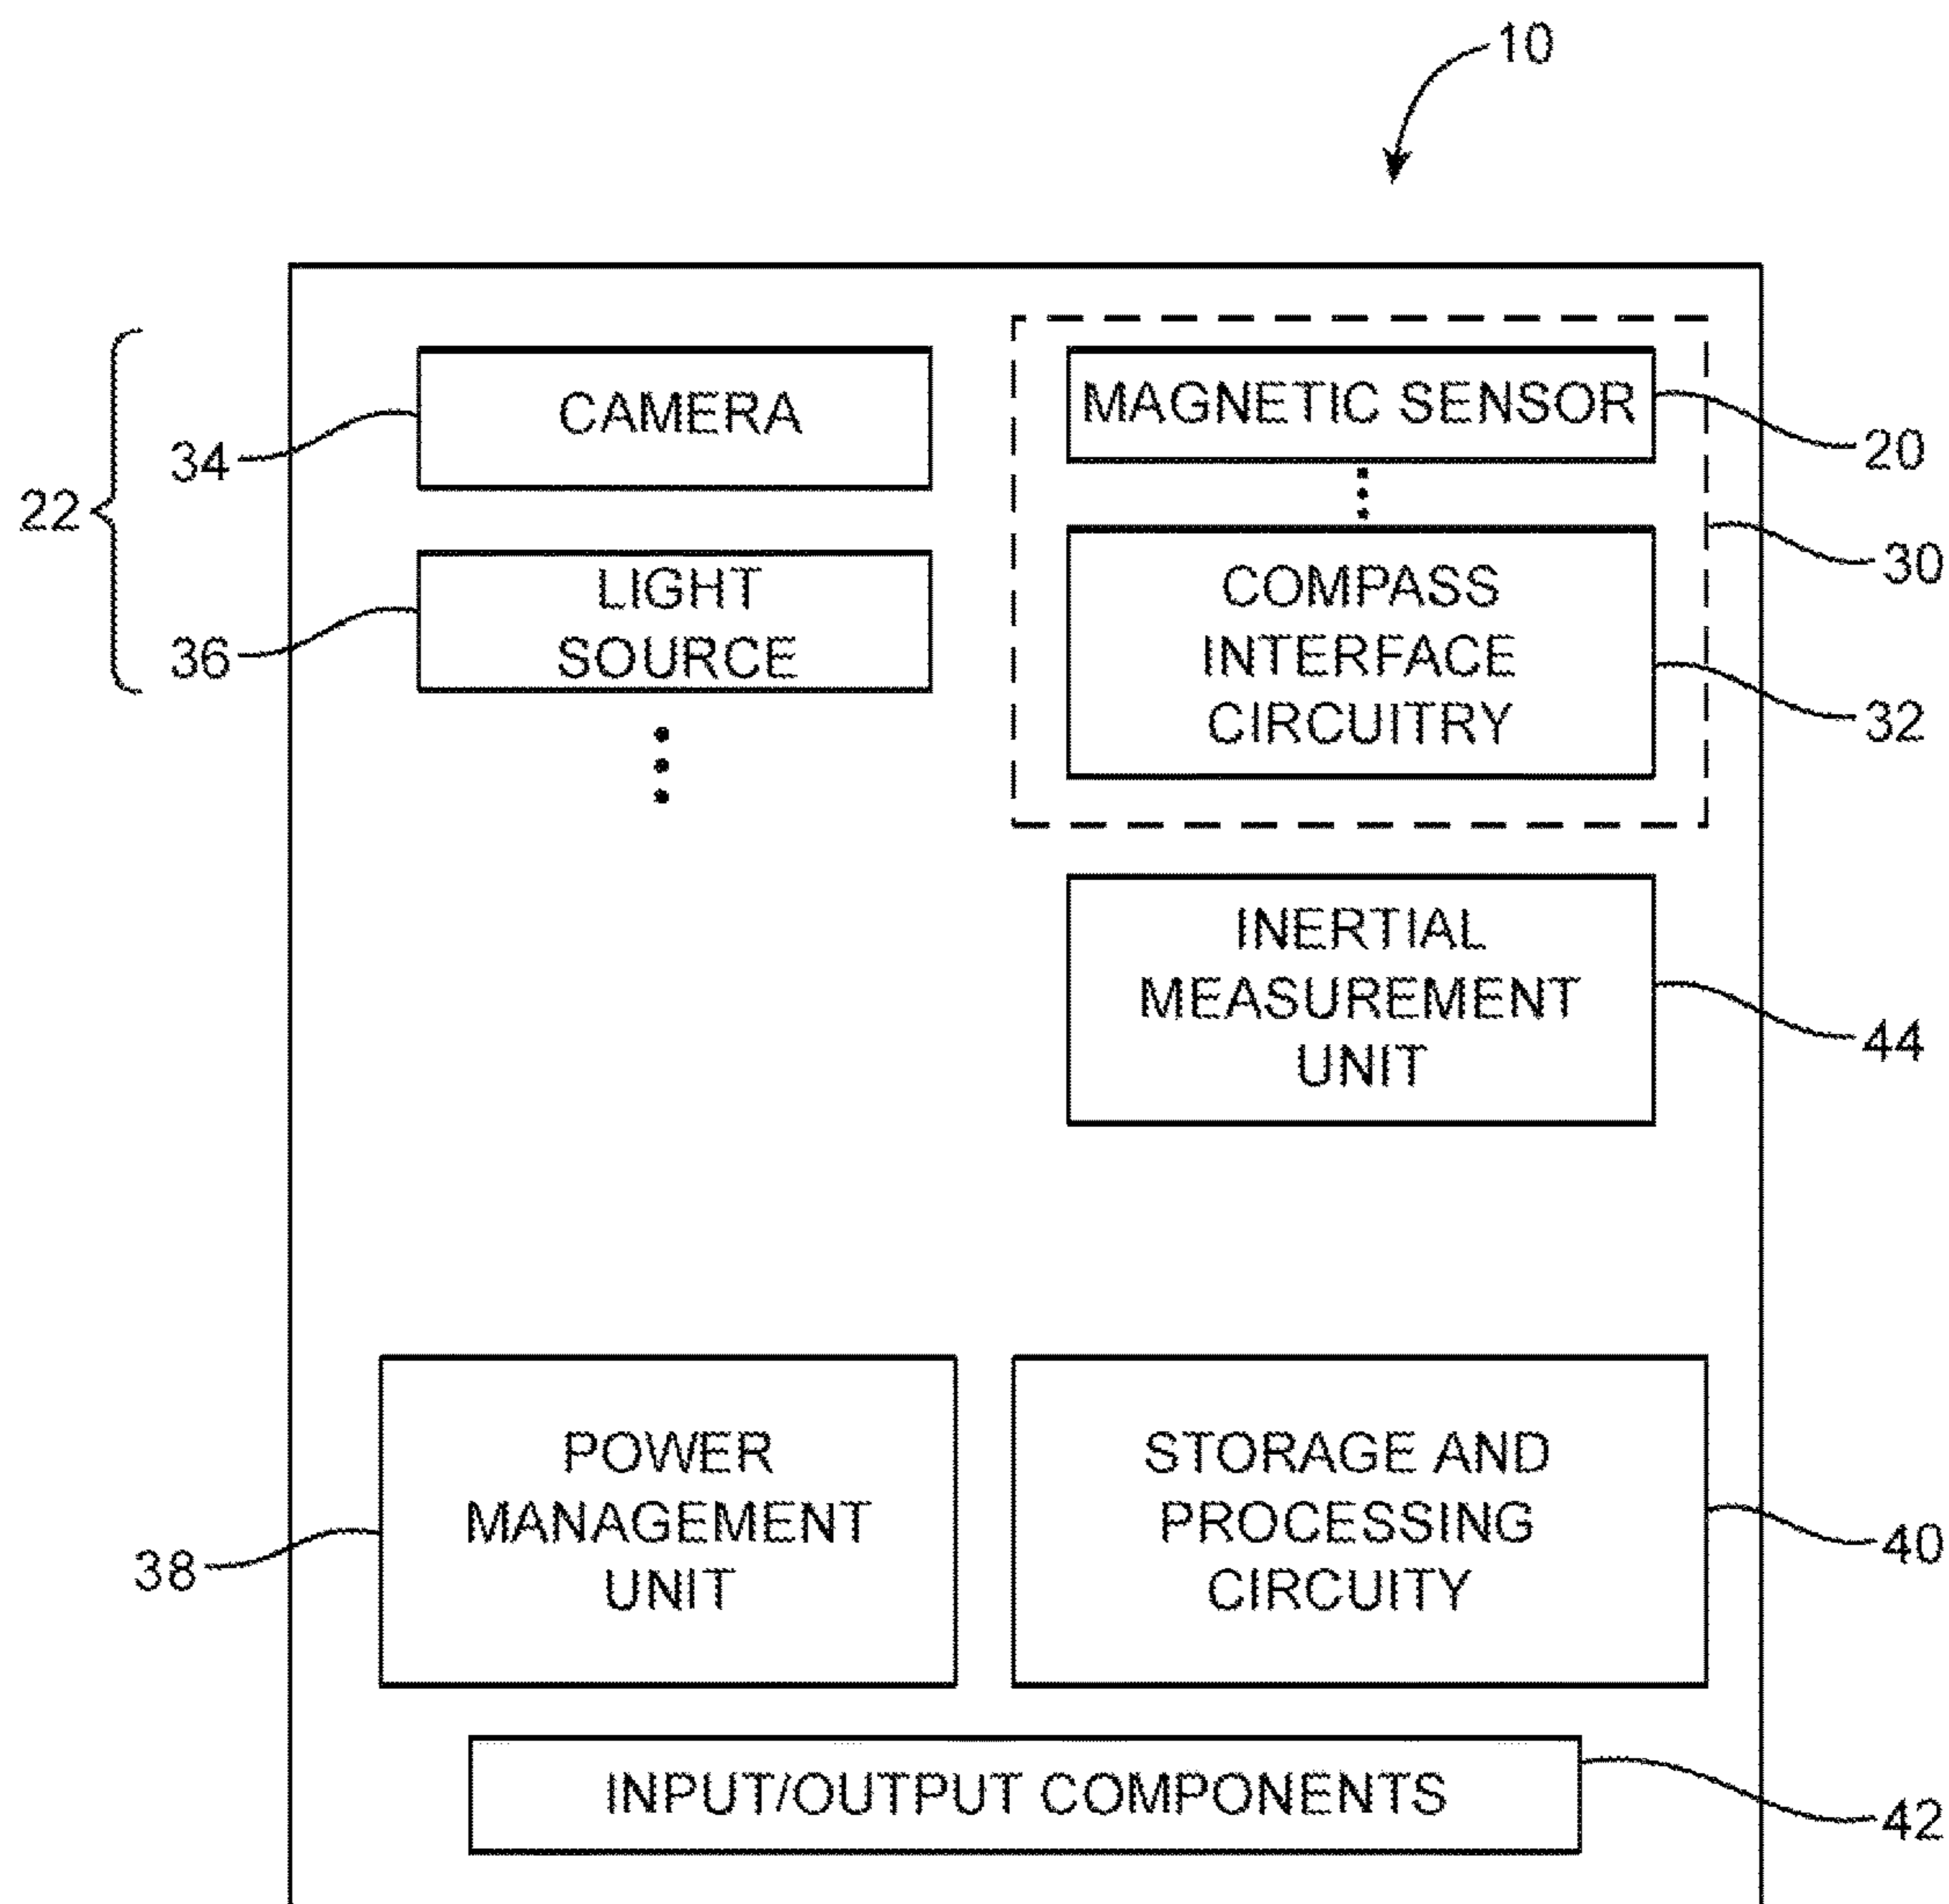 10
22
34
CAMERA
36
LIGHT
SOURCE
MAGNETIC SENSOR
20
COMPASS
INTERFACE
CIRCUITRY
30
32
INERTIAL
MEASUREMENT
UNIT
44
38
POWER
MANAGEMENT
UNIT
STORAGE AND
PROCESSING
CIRCUITY
40
INPUT/OUTPUT COMPONENTS
42